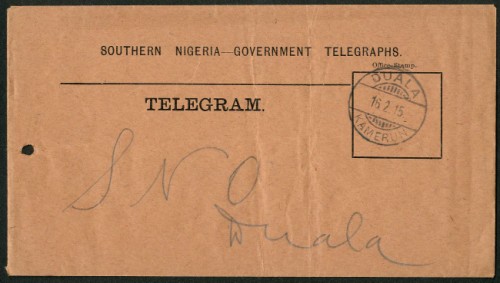 SOUTHERN NIGERIA—GOVERNMENT TELEGRAPHS.
Office Stamp.
TELEGRAM.
DUALA
16.2.15.
KAMERUN
S N O
Duala